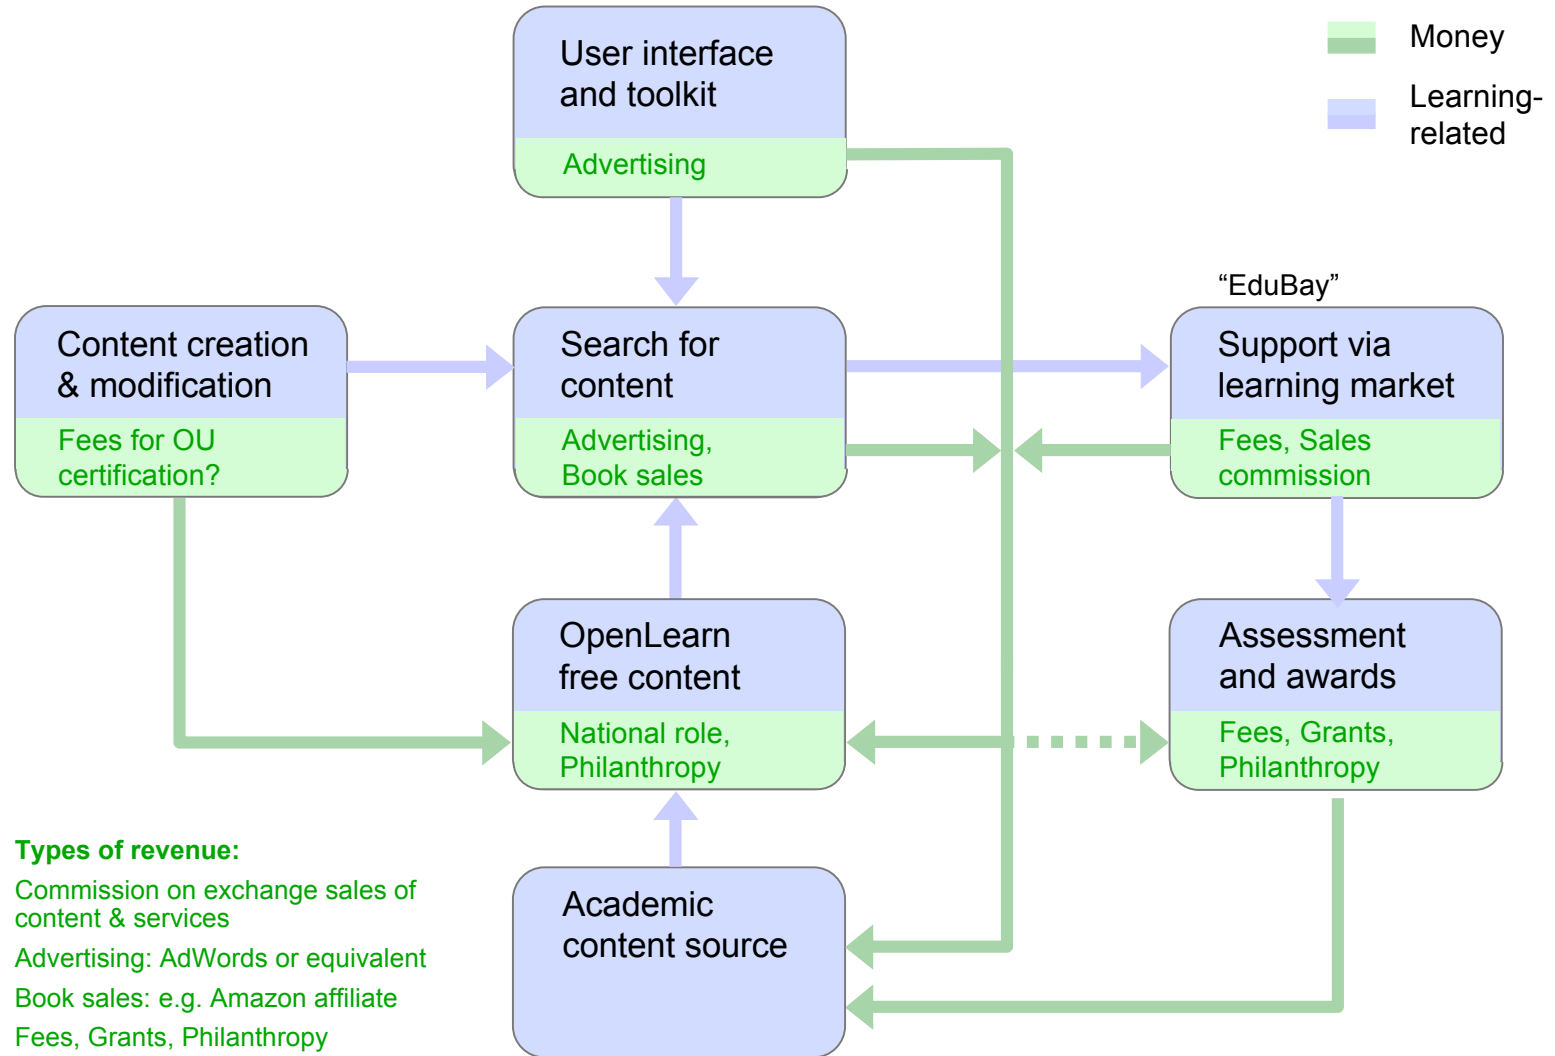 User interface
and toolkit
Advertising
Money
Learning-
related
“EduBay”
Content creation
& modification
Fees for OU
certification?
Search for
content
Advertising,
Book sales
Support via
learning market
Fees, Sales
commission
OpenLearn
free content
National role,
Philanthropy
Assessment
and awards
Fees, Grants,
Philanthropy
Academic
content source
Types of revenue:
Commission on exchange sales of
content & services
Advertising: AdWords or equivalent
Book sales: e.g. Amazon affiliate
Fees, Grants, Philanthropy